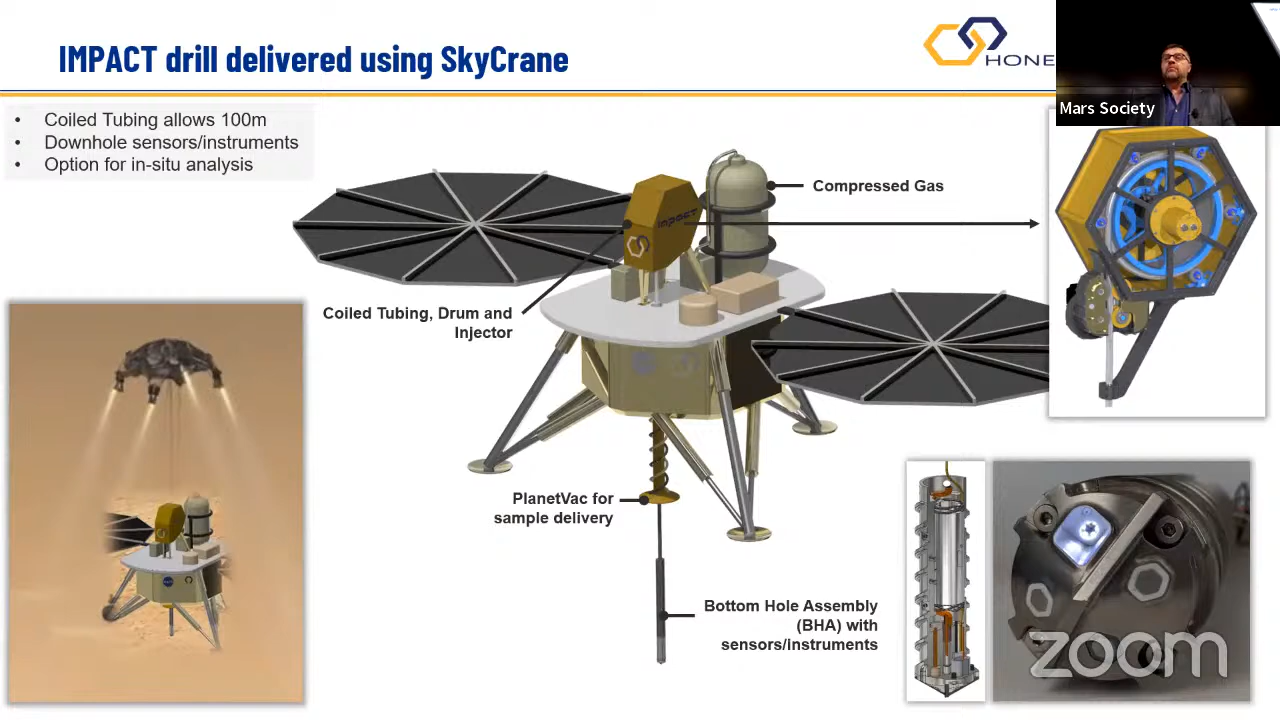 IMPACT drill delivered using SkyCrane
HONE
Mars Society
• Coiled Tubing allows 100m
• Downhole sensors/instruments
• Option for in-situ analysis
Compressed Gas
IMPACT
Coiled Tubing, Drum and
Injector
PlanetVac for
sample delivery
Bottom Hole Assembly
(BHA) with
sensors/instruments
zoom